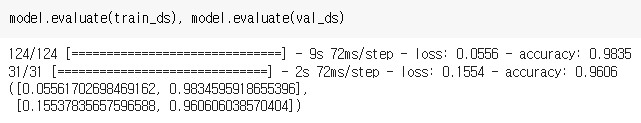 model.evaluate(train_ds), model.evaluate(val_ds)
124/124 [==============================] - 9s 72ms/step - loss: 0.0556 - accuracy: 0.9835
31/31 [==============================] - 2s 72ms/step - loss: 0.1554 - accuracy: 0.9606
([0.05561702698469162, 0.9834595918655396],
[0.15537835657596588, 0.960606038570404])